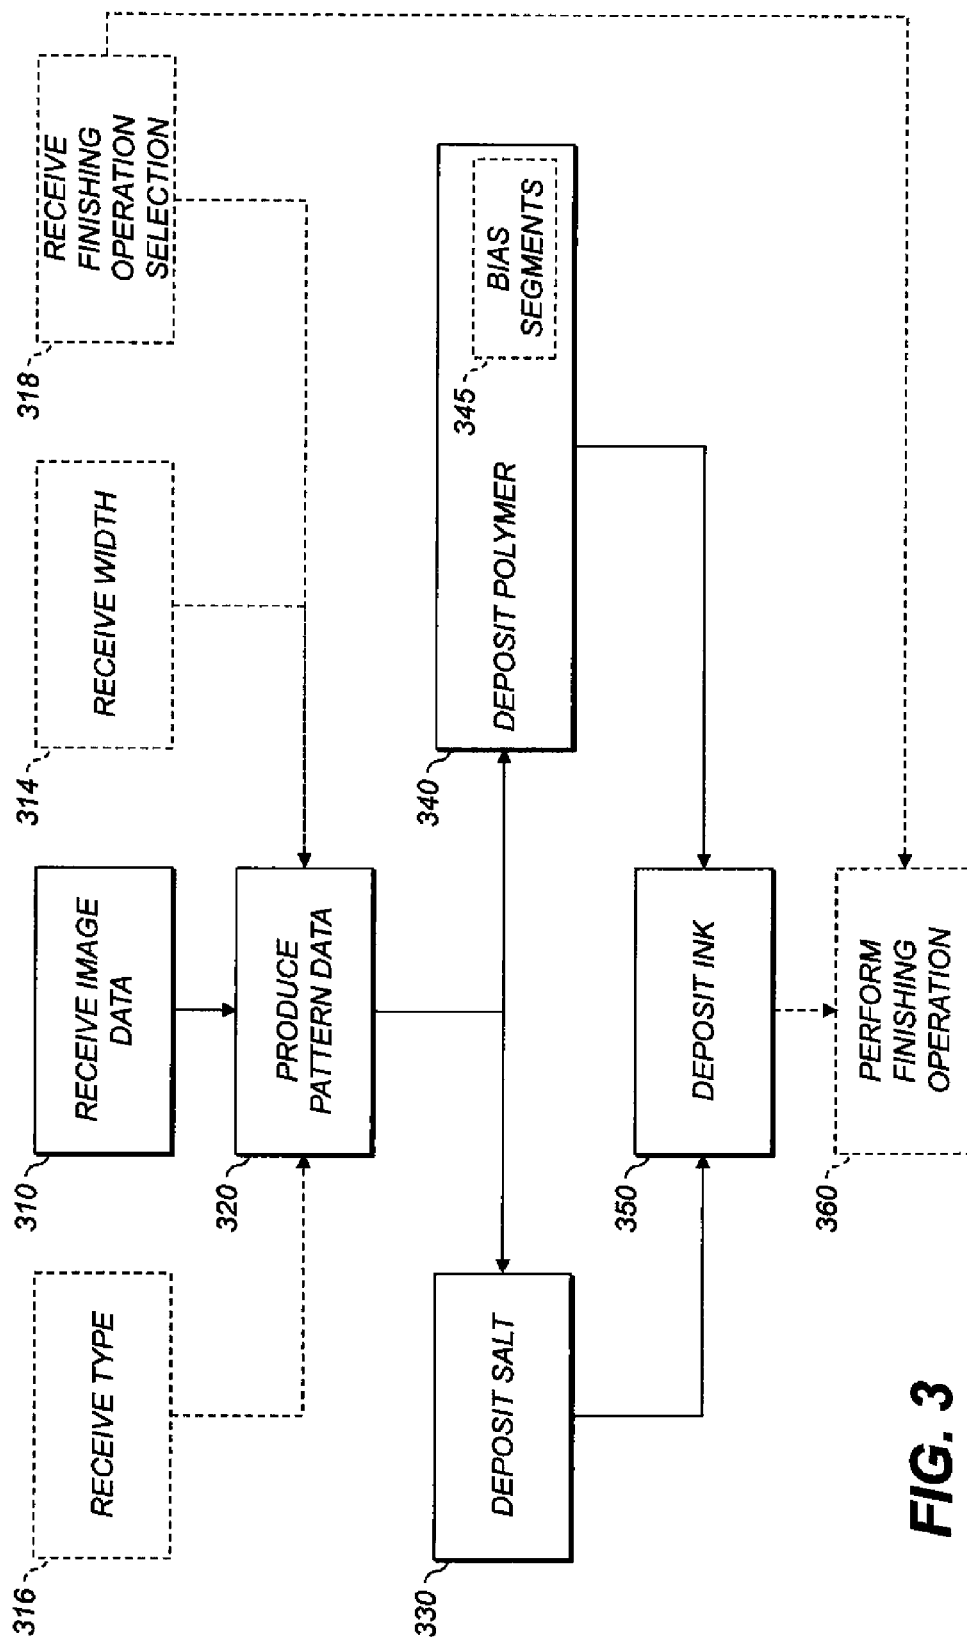 316
RECEIVE TYPE
310
RECEIVE IMAGE
DATA
314
RECEIVE WIDTH
318
RECEIVE
FINISHING
OPERATION
SELECTION
320
PRODUCE
PATTERN DATA
330
DEPOSIT SALT
340
DEPOSIT POLYMER
345
BIAS
SEGMENTS
350
DEPOSIT INK
360
PERFORM
FINISHING
OPERATION
FIG. 3